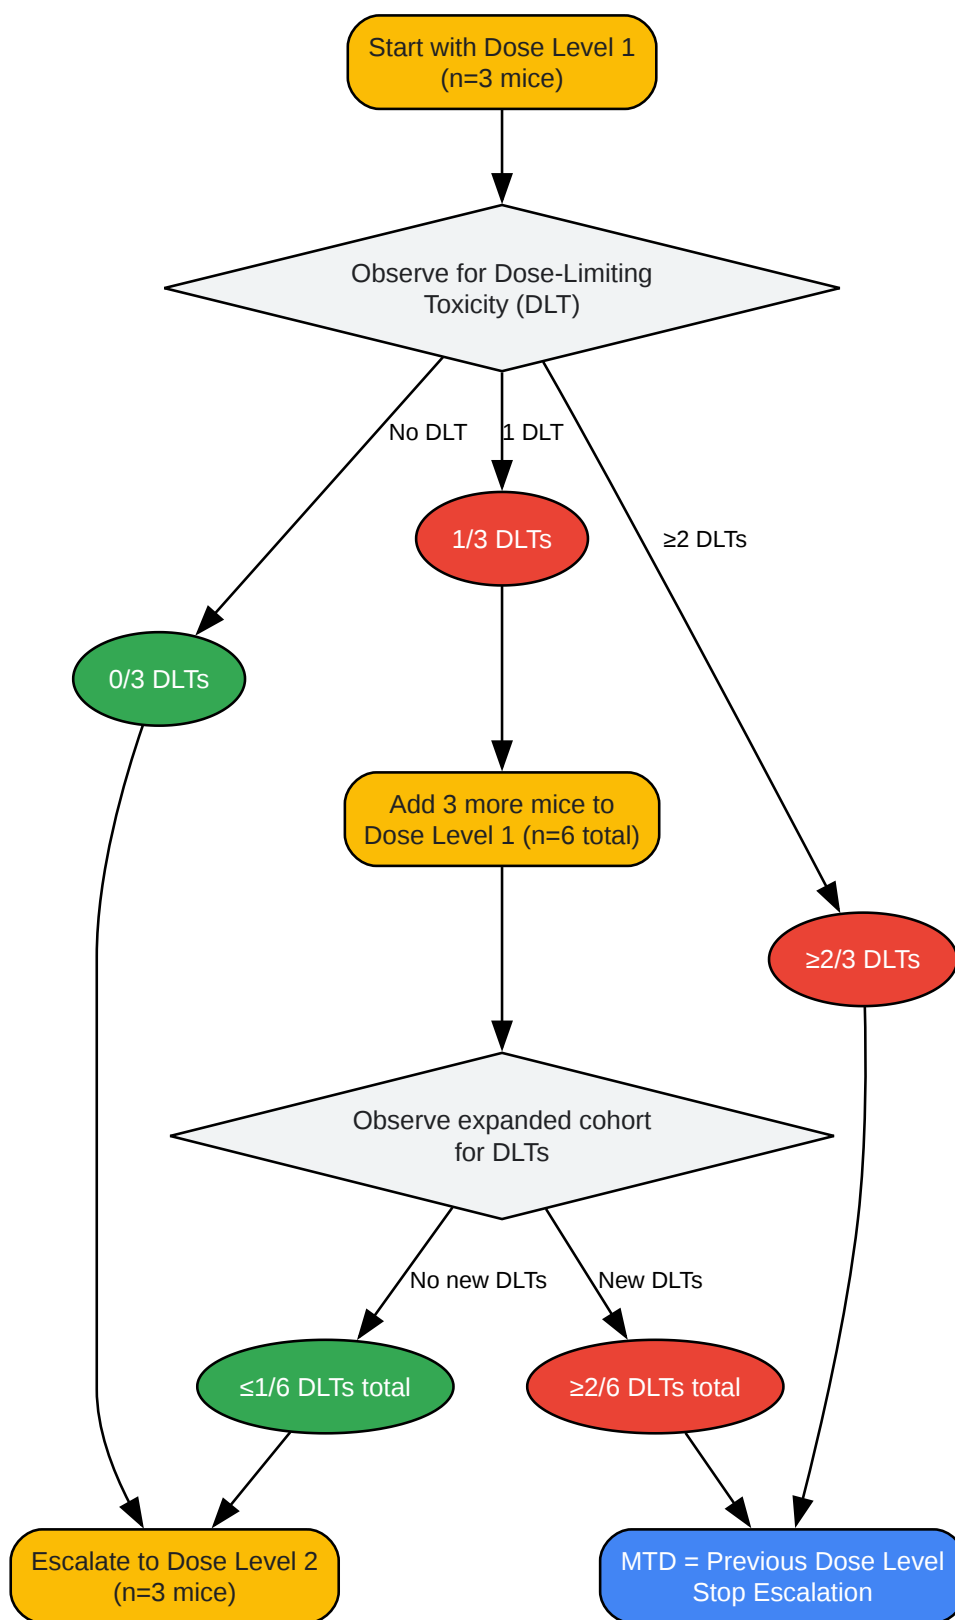 Start with Dose Level 1
(n=3 mice)
Observe for Dose-Limiting
Toxicity (DLT)
No DLT
1 DLT
≥2 DLTs
1/3 DLTs
0/3 DLTs
Add 3 more mice to
Dose Level 1 (n=6 total)
≥2/3 DLTs
Observe expanded cohort
for DLTs
No new DLTs
New DLTs
≤1/6 DLTs total
≥2/6 DLTs total
Escalate to Dose Level 2
(n=3 mice)
MTD = Previous Dose Level
Stop Escalation